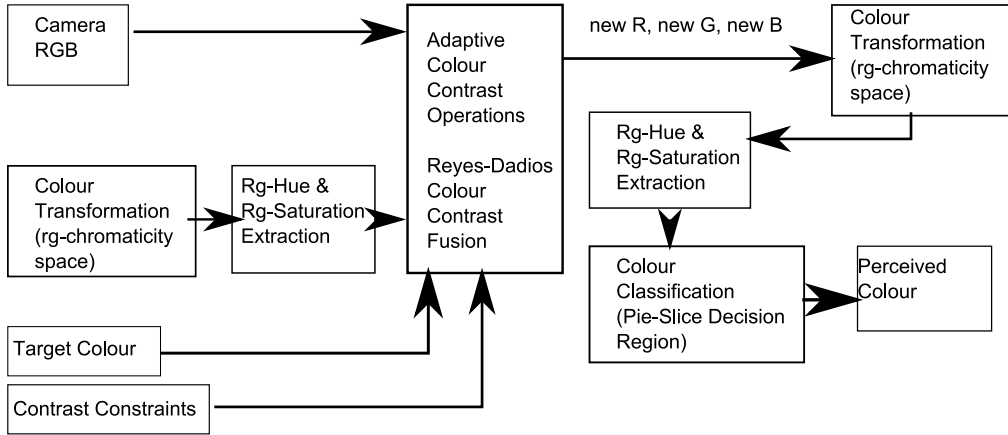 Camera
RGB
Colour
Transformation
(rg-chromaticity
space)
Rg-Hue &
Rg-Saturation
Extraction
Target Colour
Contrast Constraints
Adaptive
Colour
Contrast
Operations
Reyes-Dadios
Colour
Contrast
Fusion
new R, new G, new B
Colour
Transformation
(rg-chromaticity
space)
Rg-Hue &
Rg-Saturation
Extraction
Colour
Classification
(Pie-Slice Decision
Region)
Perceived
Colour